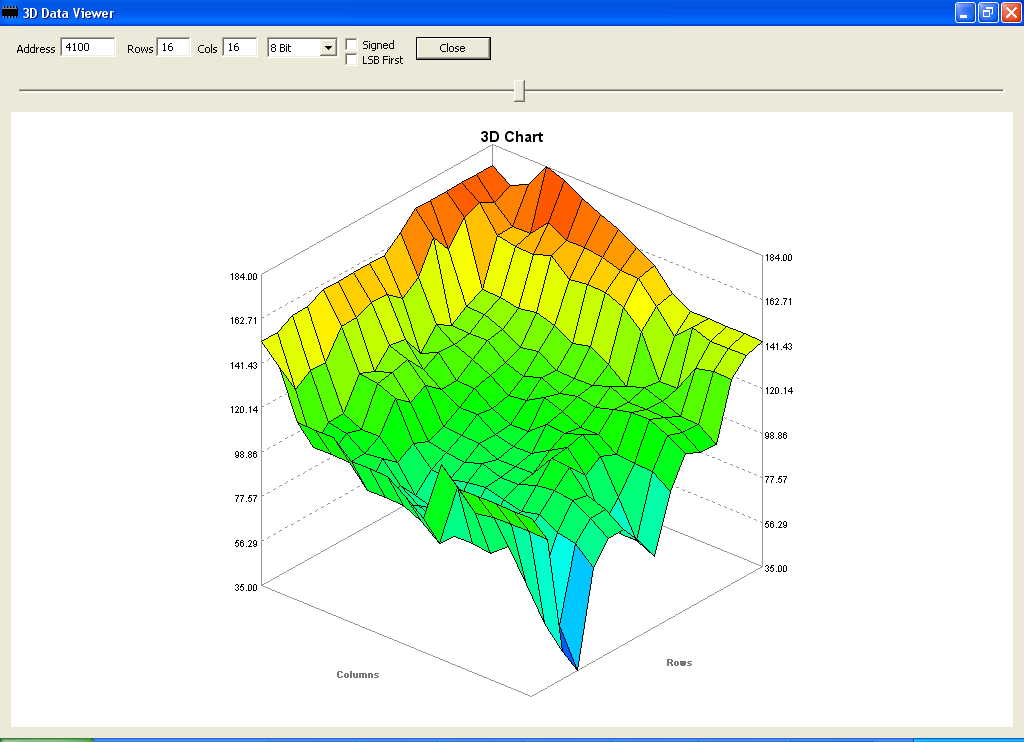 3D Data Viewer
Address 4100 Rows 16 Cols 16 8 Bit Signed Close
LSB First
3D Chart
184.00 184.00
162.71 162.71
141.43 141.43
120.14 120.14
98.86 98.86
77.57 77.57
56.29 56.29
35.00 35.00
Columns Rows